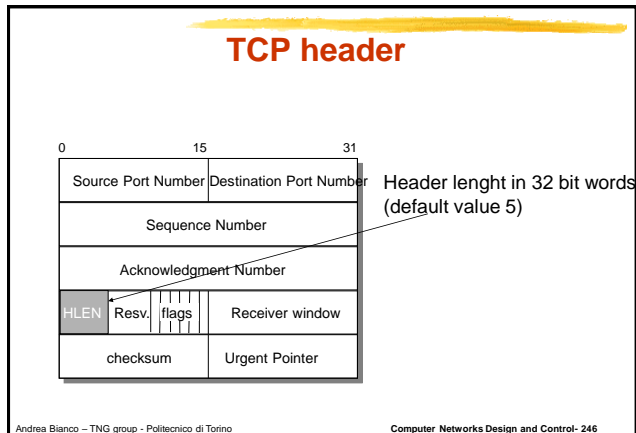 TCP header
0 15 31
Source Port Number Destination Port Number
Header lenght in 32 bit words
(default value 5)
Sequence Number
Acknowledgment Number
HLEN Resv. flags Receiver window
checksum Urgent Pointer
Andrea Bianco – TNG group - Politecnico di Torino Computer Networks Design and Control- 246